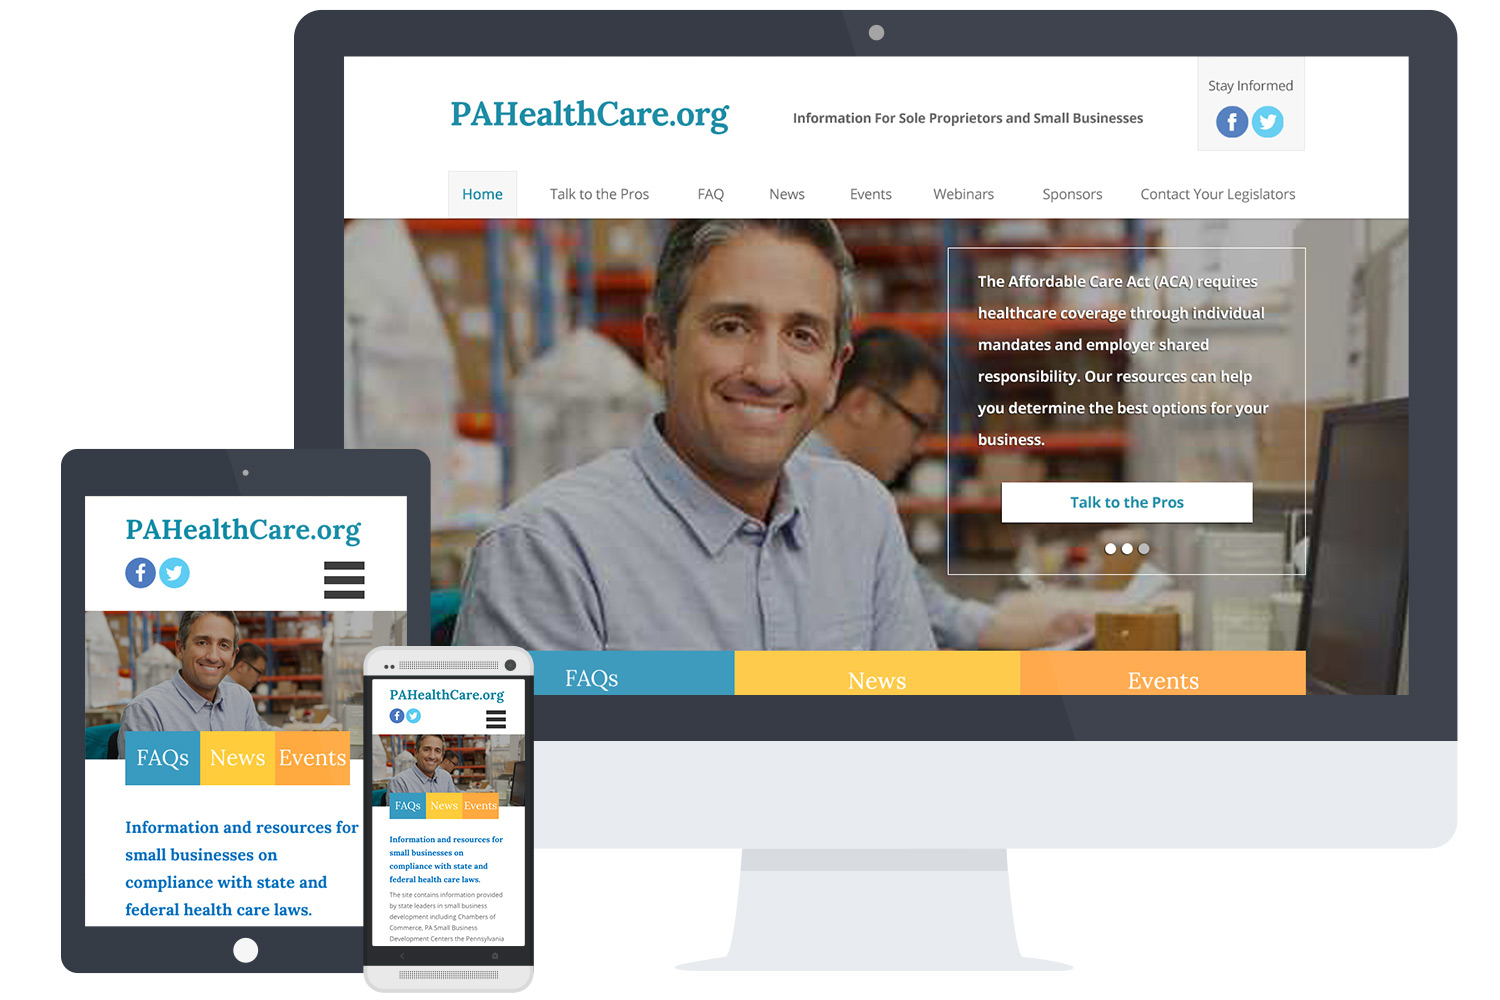 PAHealthCare.org
Information For Sole Proprietors and Small Businesses
Stay Informed
Home Talk to the Pros FAQ News Events Webinars Sponsors Contact Your Legislators
The Affordable Care Act (ACA) requires
healthcare coverage through individual
mandates and employer shared
responsibility. Our resources can help
you determine the best options for your
business.
Talk to the Pros
FAQs News Events
PAHealthCare.org
FAQs News Events
Information and resources for
small businesses on
compliance with state and
federal health care laws.
PAHealthCare.org
FAQs News Events
Information and resources for
small businesses on
compliance with state and
federal health care laws.
The site contains information provided
by state leaders in small business
development including Chambers of
Commerce, PA Small Business
Development Centers the Pennsylvania